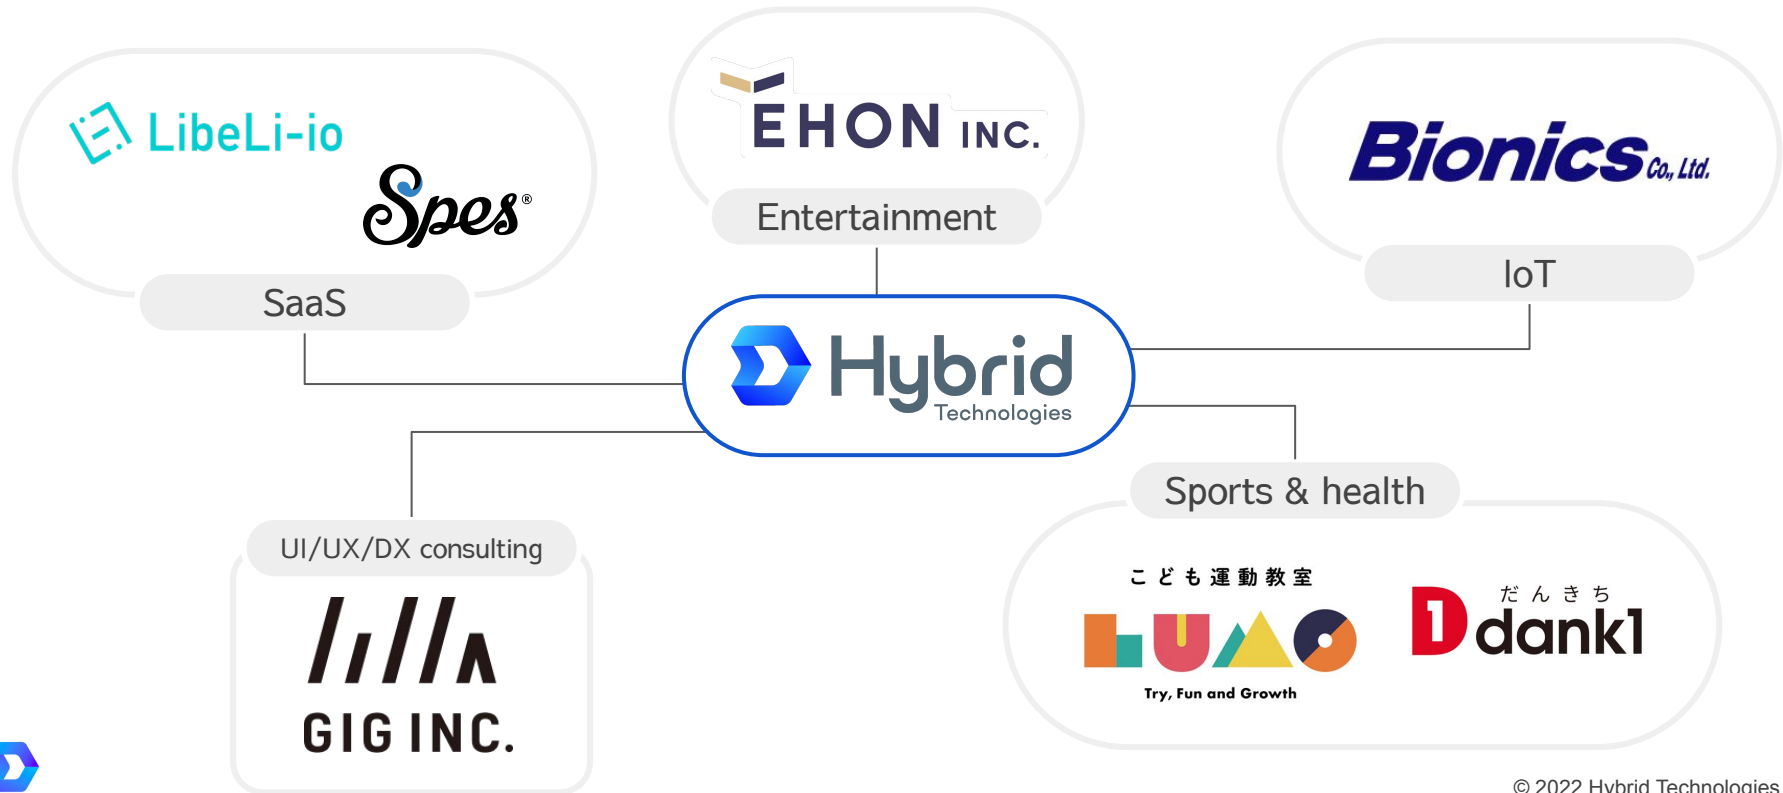 LibeLi-io
Spes®
SaaS
EHON INC.
Entertainment
Bionics Co., Ltd.
IoT
Hybrid
Technologies
UI/UX/DX consulting
GIG INC.
Sports & health
こども運動教室
LUMO
Try, Fun and Growth
だんきち
dank1
© 2022 Hybrid Technologies